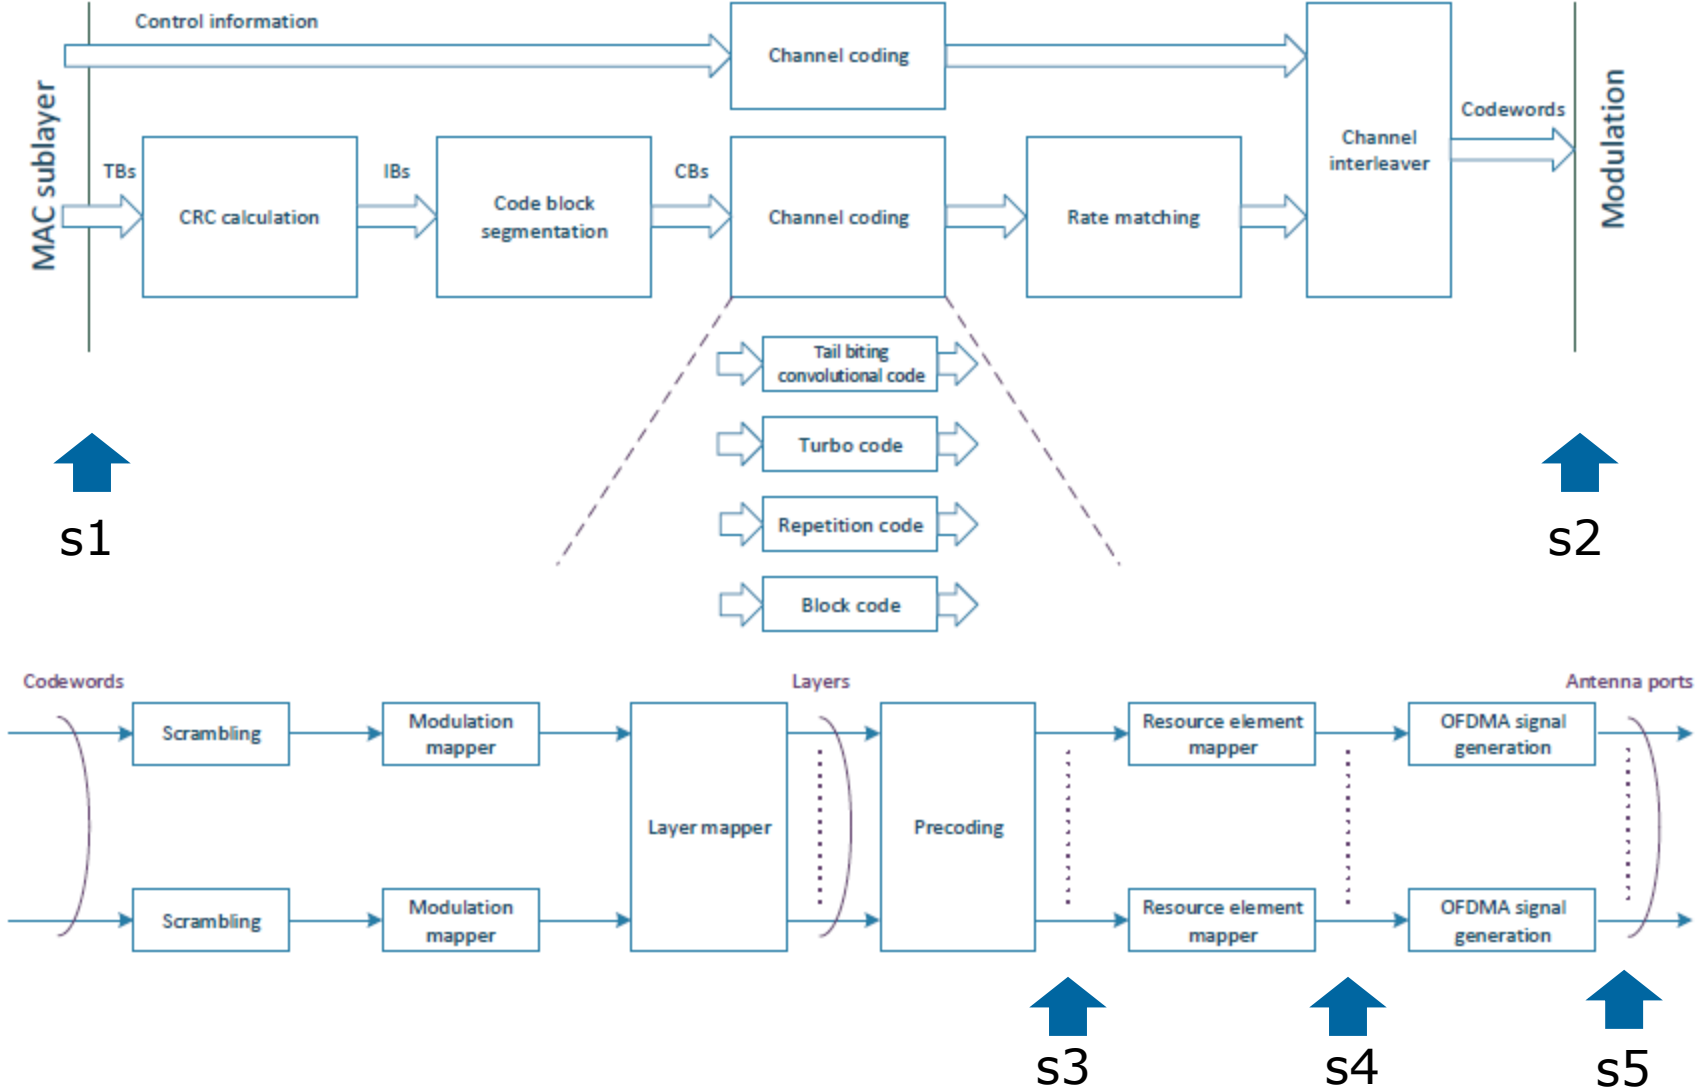 Control information
MAC sublayer
TBs
CRC calculation
IBs
Code block
segmentation
CBs
Channel coding
Channel coding
Rate matching
Channel
interleaver
Codewords
Modulation
Tail biting
convolutional code
Turbo code
Repetition code
Block code
s1
s2
Codewords
Layers
Antenna ports
Scrambling
Modulation
mapper
Layer mapper
Precoding
Resource element
mapper
OFDMA signal
generation
Scrambling
Modulation
mapper
Resource element
mapper
OFDMA signal
generation
s3
s4
s5